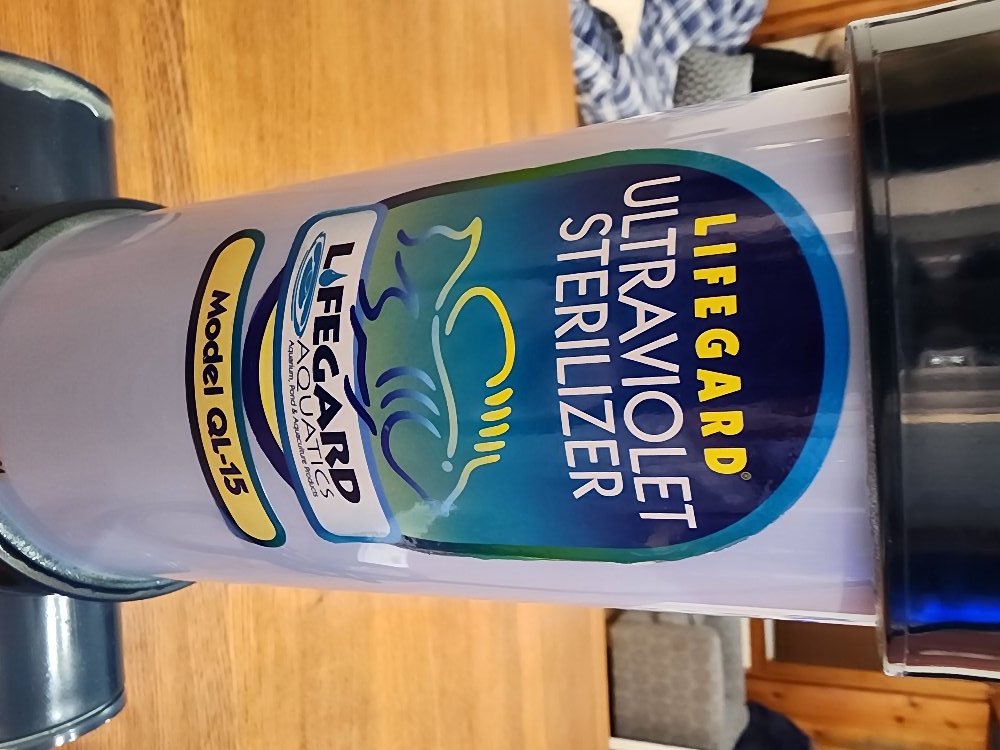 LIFEGARD®
ULTRAVIOLET
STERILIZER
LIFEGARD
AQUATICS
Aquarium, Pond & Aquaculture Products
Model QL-15